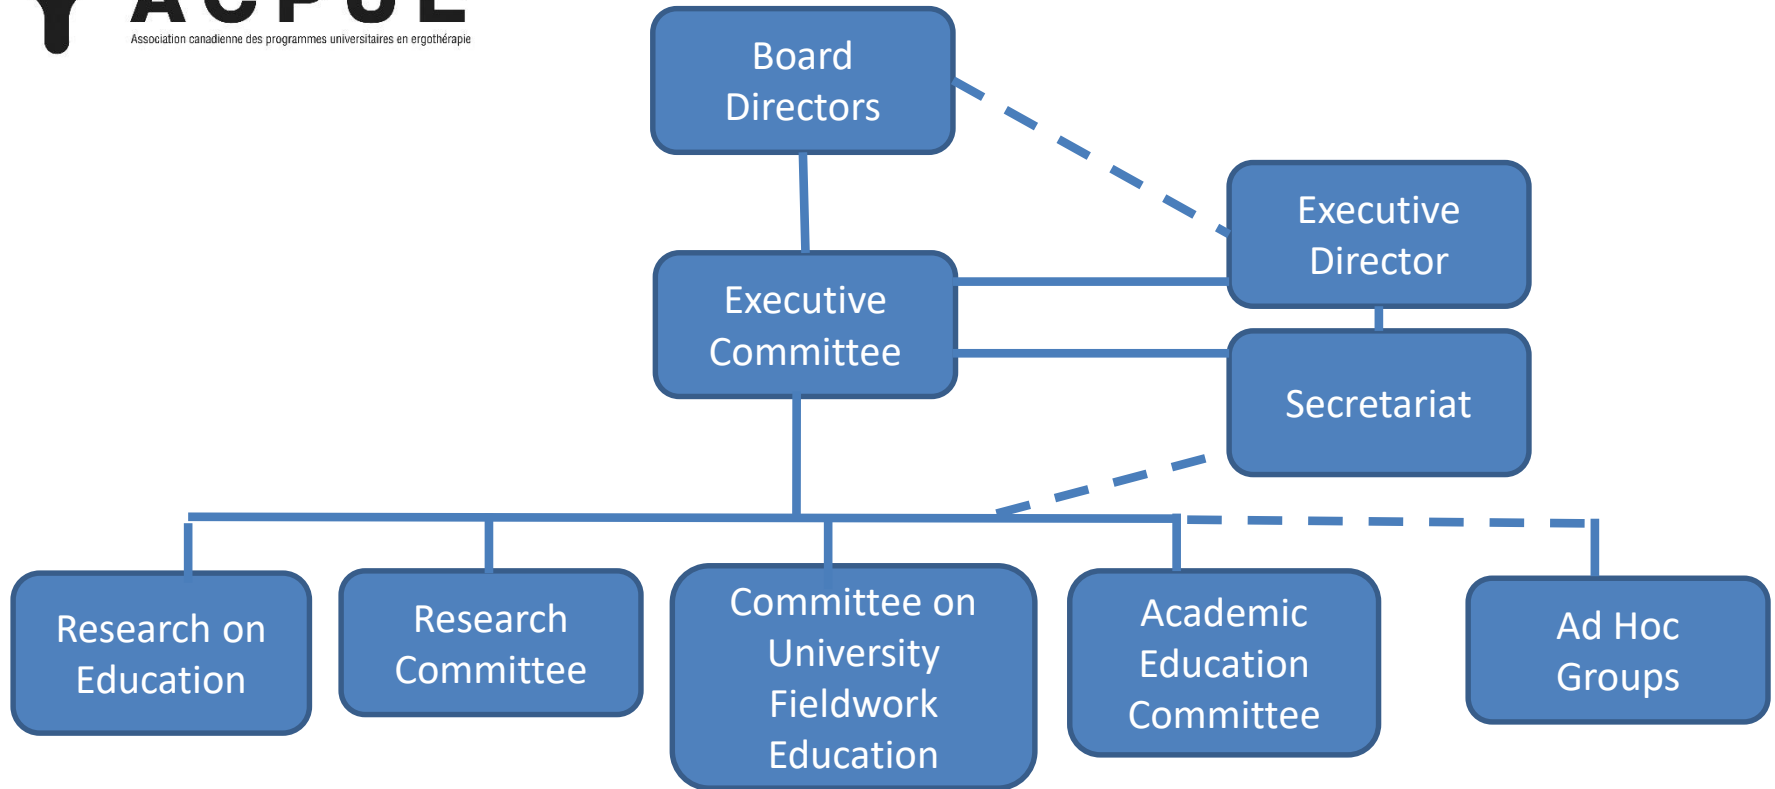 ACPUE
Association canadienne des programmes universitaires en ergothérapie
Board
Directors
Executive
Director
Executive
Committee
Secretariat
Research on
Education
Research
Committee
Committee on
University
Fieldwork
Education
Academic
Education
Committee
Ad Hoc
Groups